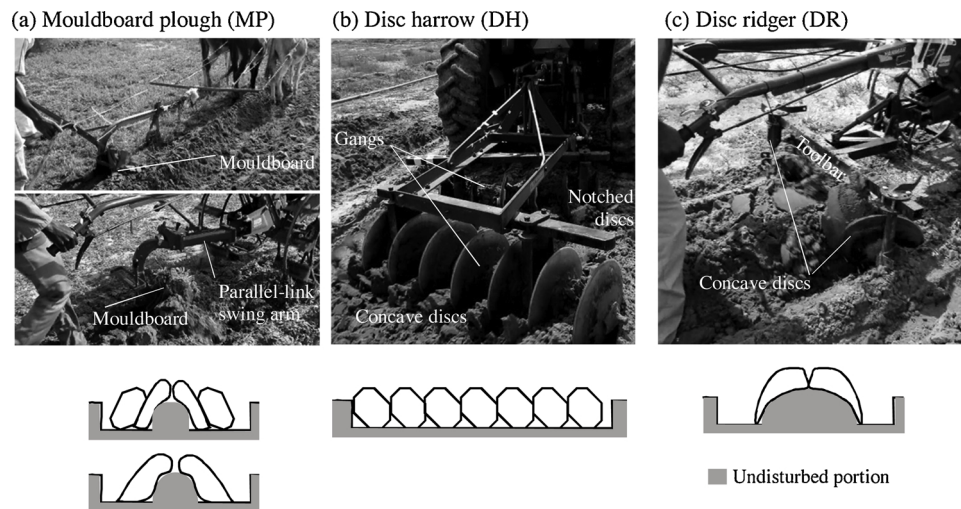 (a) Mouldboard plough (MP)
(b) Disc harrow (DH)
(c) Disc ridger (DR)
Mouldboard
Mouldboard
Parallel-link
swing arm
Gangs
Notched
discs
Concave discs
Toolbar
Concave discs
Undisturbed portion